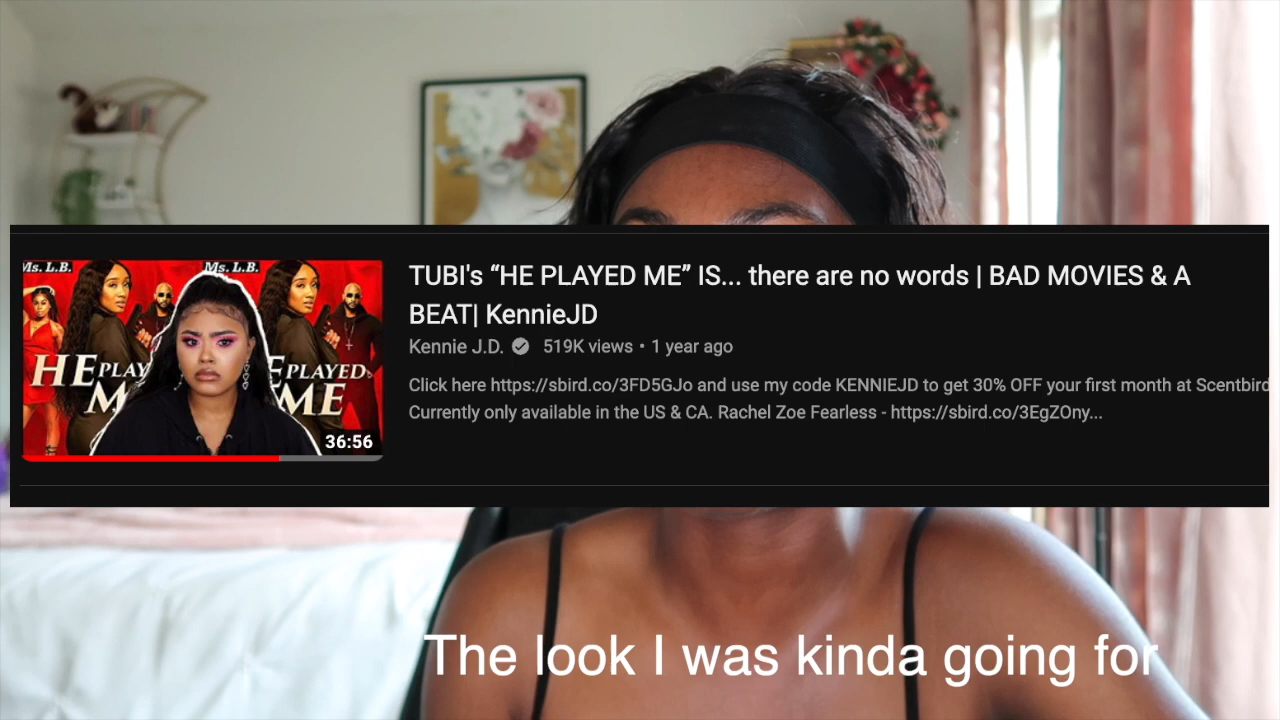 Ms. L.B.
Ms. L.B.
HE PLAY
M
E PLAYED
ME
36:56
TUBI's “HE PLAYED ME” IS... there are no words | BAD MOVIES & A
BEAT| KennieJD
Kennie J.D. 519K views • 1 year ago
Click here https://sbird.co/3FD5GJo and use my code KENNIEJD to get 30% OFF your first month at Scentbird
Currently only available in the US & CA. Rachel Zoe Fearless - https://sbird.co/3EgZOny...
The look I was kinda going for